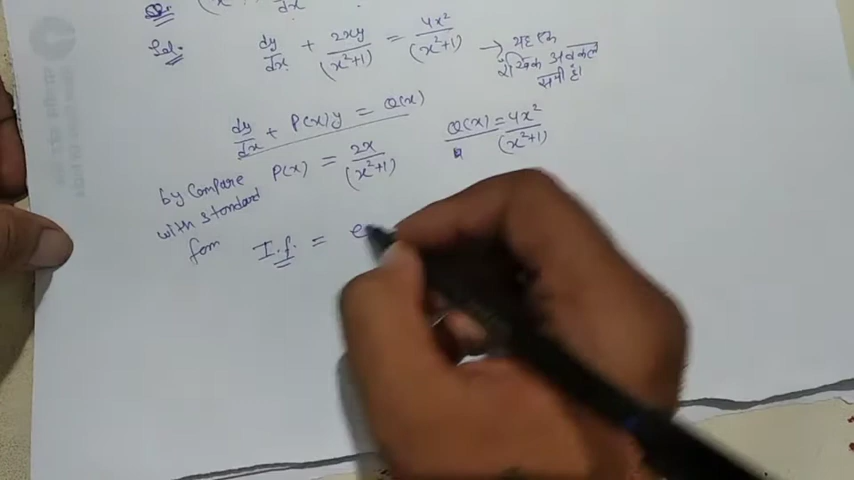 Q.
Sol:
dy/dx + 2xy/(x²+1) = 4x²/(x²+1) → यह एक
रैखिक अवकल
समी है।
dy/dx + P(x)y = Q(x)
by Compare P(x) = 2x/(x²+1) Q(x) = 4x²/(x²+1)
with standard
form
I.f. = e